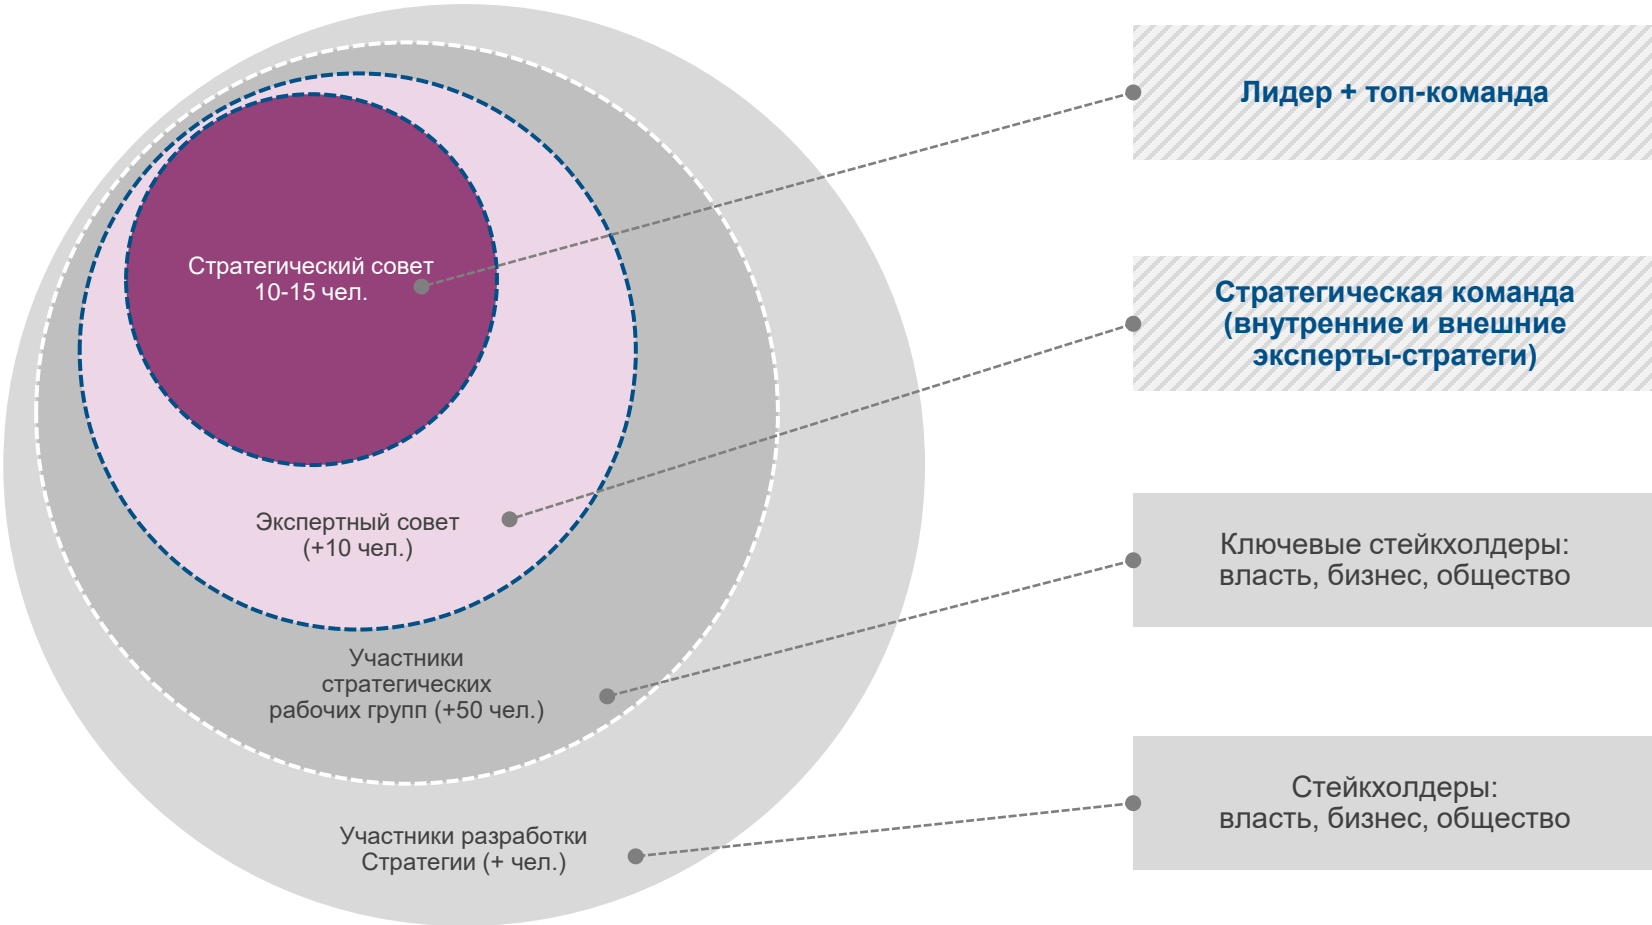 Стратегический совет
10-15 чел.
Экспертный совет
(+10 чел.)
Участники
стратегических
рабочих групп (+50 чел.)
Участники разработки
Стратегии (+ чел.)
Лидер + топ-команда
Стратегическая команда
(внутренние и внешние
эксперты-стратеги)
Ключевые стейкхолдеры:
власть, бизнес, общество
Стейкхолдеры:
власть, бизнес, общество